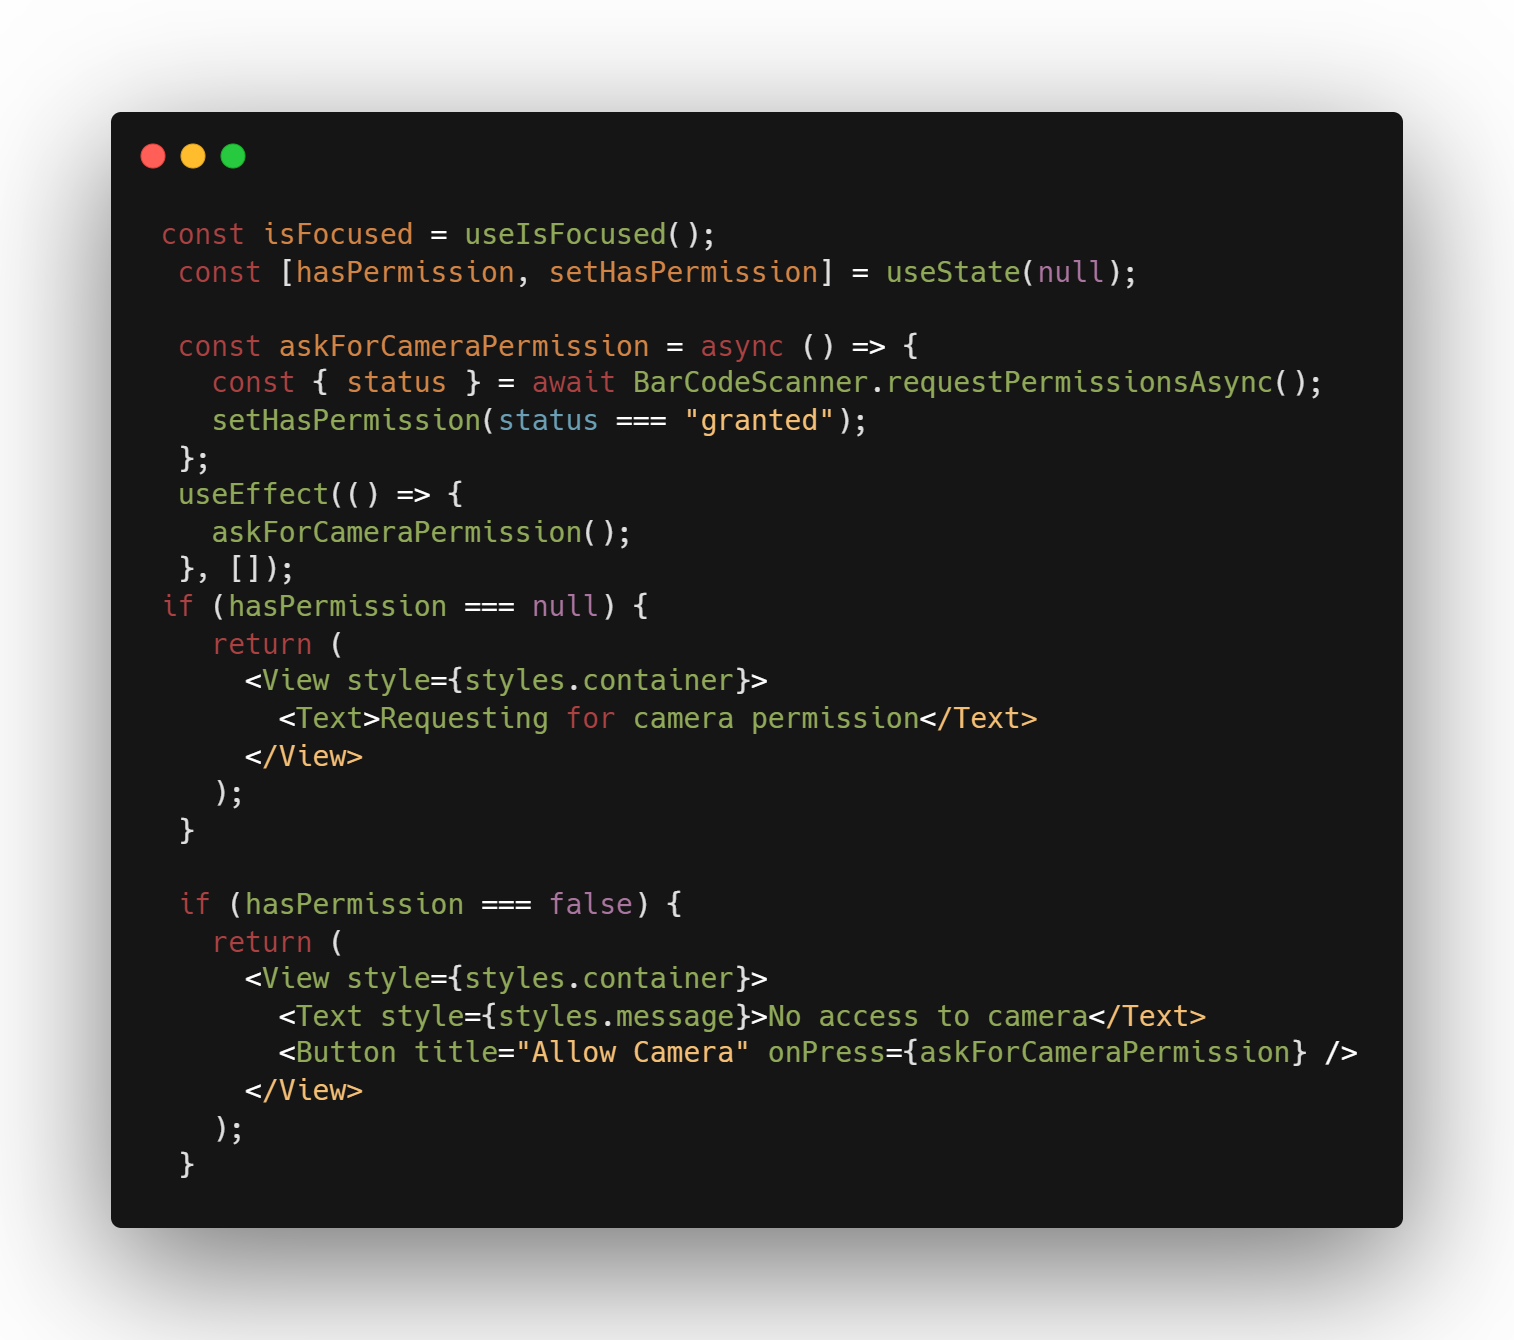 const isFocused = useIsFocused();
 const [hasPermission, setHasPermission] = useState(null);

 const askForCameraPermission = async () => {
   const { status } = await BarCodeScanner.requestPermissionsAsync();
   setHasPermission(status === "granted");
 };
 useEffect(() => {
   askForCameraPermission();
 }, []);
if (hasPermission === null) {
   return (
     <View style={styles.container}>
       <Text>Requesting for camera permission</Text>
     </View>
   );
 }

 if (hasPermission === false) {
   return (
     <View style={styles.container}>
       <Text style={styles.message}>No access to camera</Text>
       <Button title="Allow Camera" onPress={askForCameraPermission} />
     </View>
   );
 }